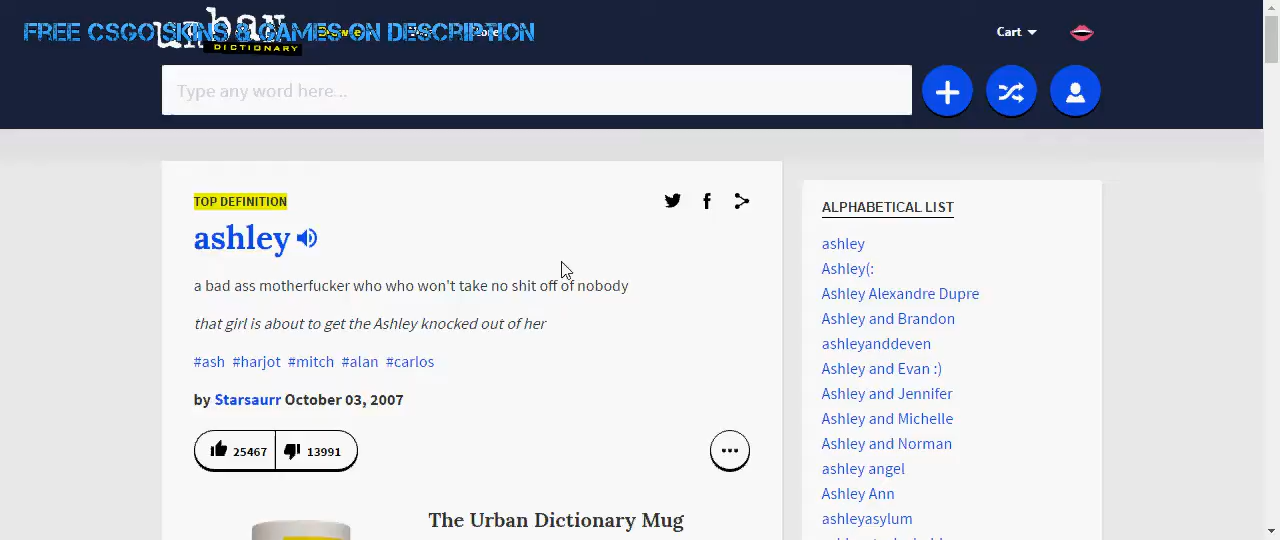 FREE CSGO SKINS & GAMES ON DESCRIPTION
urban
DICTIONARY
Browse
Cart
Type any word here...
TOP DEFINITION
ashley
a bad ass motherfucker who who won't take no shit off of nobody
that girl is about to get the Ashley knocked out of her
#ash #harjot #mitch #alan #carlos
by Starsaurr October 03, 2007
25467 13991
The Urban Dictionary Mug
ALPHABETICAL LIST
ashley
Ashley(:
Ashley Alexandre Dupre
Ashley and Brandon
ashleyanddeven
Ashley and Evan :)
Ashley and Jennifer
Ashley and Michelle
Ashley and Norman
ashley angel
Ashley Ann
ashleyasylum